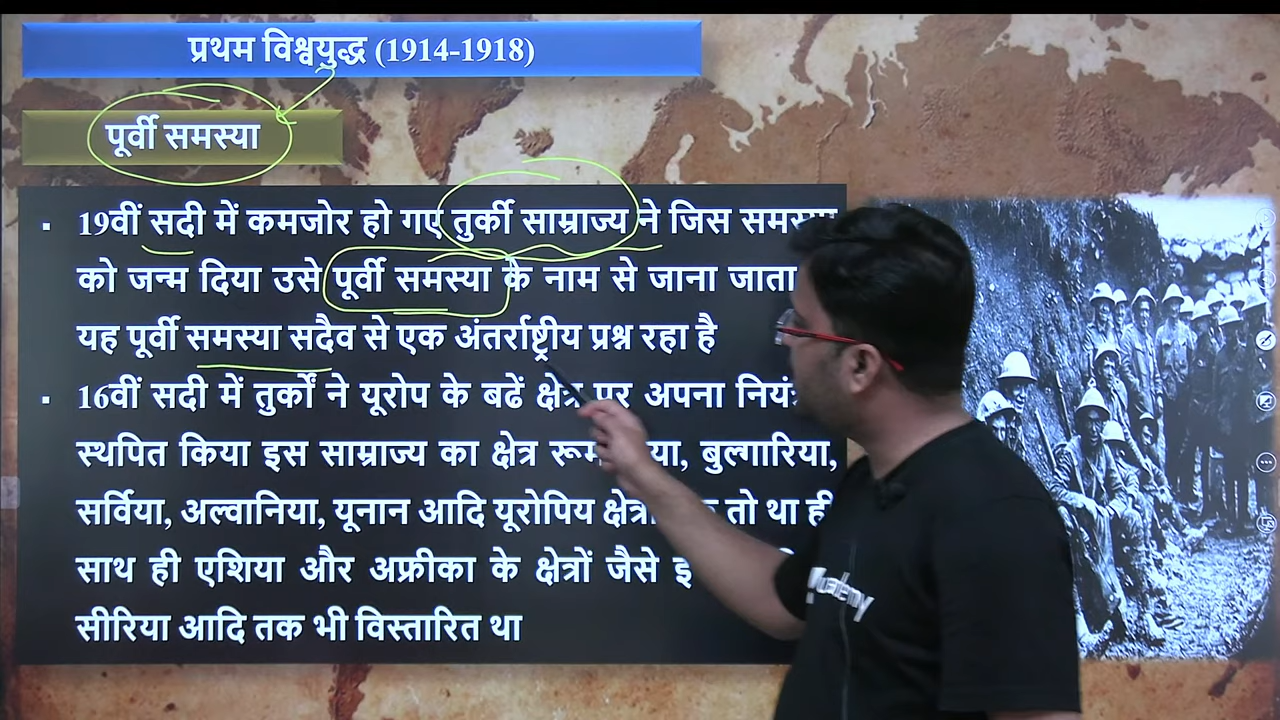 प्रथम विश्वयुद्ध (1914-1918)
पूर्वी समस्या
▪ 19वीं सदी में कमजोर हो गए तुर्की साम्राज्य ने जिस
को जन्म दिया उसे पूर्वी समस्या के नाम से जाना जाता
यह पूर्वी समस्या सदैव से एक अंतर्राष्ट्रीय प्रश्न रहा है
▪ 16वीं सदी में तुर्कों ने यूरोप के बढें क्षेत्र पर अपना
स्थपित किया इस साम्राज्य का क्षेत्र बुल्गारिया,
सर्विया, अल्वानिया, यूनान आदि यूरोपिय तो था ही
साथ ही एशिया और अफ्रीका के क्षेत्रों जैसे
सीरिया आदि तक भी विस्तारित था